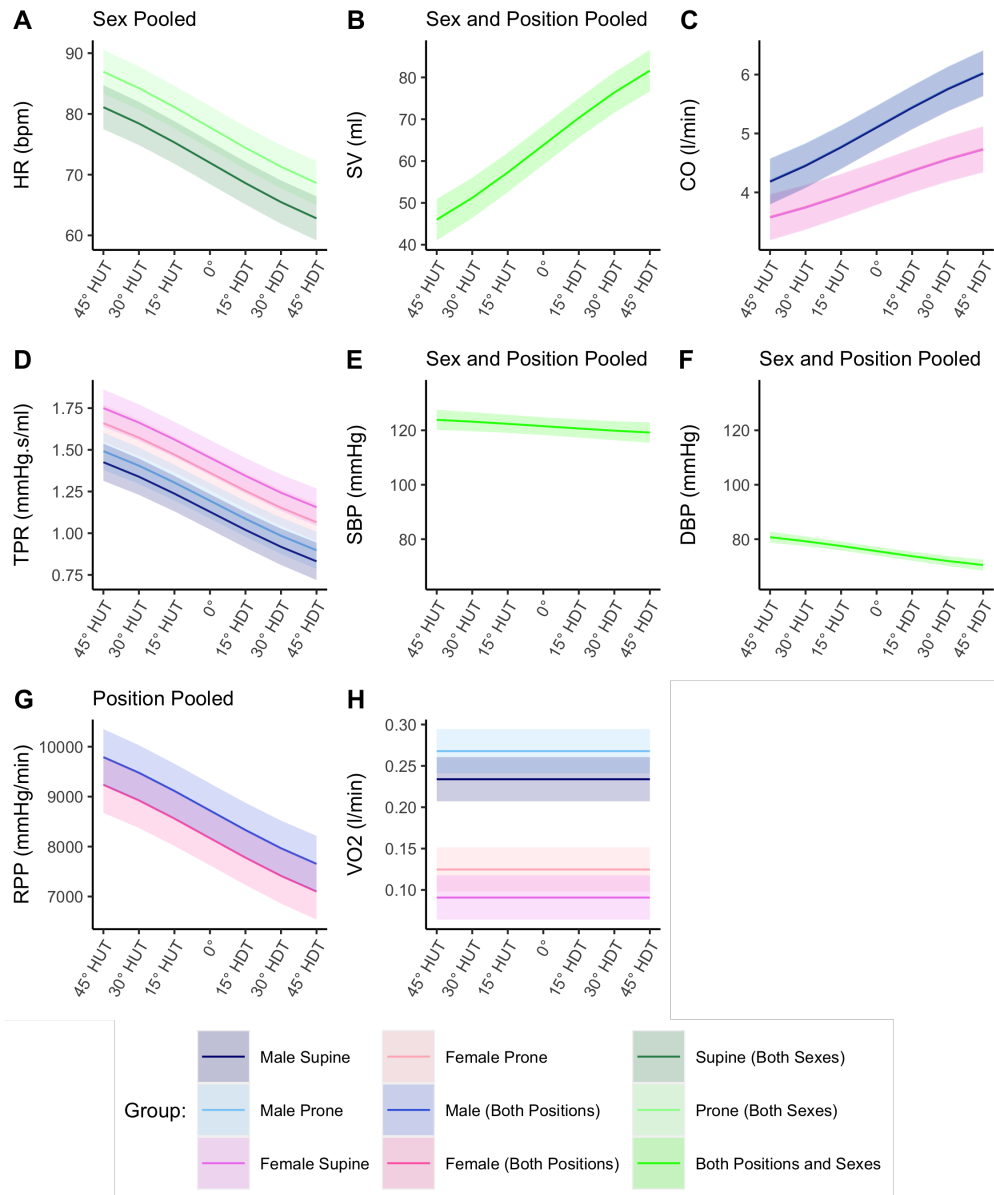 A Sex Pooled
HR (bpm)
90
80
70
60
45° HUT
30° HUT
15° HUT
0°
15° HDT
30° HDT
45° HDT
B Sex and Position Pooled
SV (ml)
80
70
60
50
40
45° HUT
30° HUT
15° HUT
0°
15° HDT
30° HDT
45° HDT
C
CO (l/min)
6
5
4
45° HUT
30° HUT
15° HUT
0°
15° HDT
30° HDT
45° HDT
D
TPR (mmHg.s/ml)
1.75
1.50
1.25
1.00
0.75
45° HUT
30° HUT
15° HUT
0°
15° HDT
30° HDT
45° HDT
E Sex and Position Pooled
SBP (mmHg)
120
100
80
45° HUT
30° HUT
15° HUT
0°
15° HDT
30° HDT
45° HDT
F Sex and Position Pooled
DBP (mmHg)
120
100
80
45° HUT
30° HUT
15° HUT
0°
15° HDT
30° HDT
45° HDT
G Position Pooled
RPP (mmHg/min)
10000
9000
8000
7000
45° HUT
30° HUT
15° HUT
0°
15° HDT
30° HDT
45° HDT
H
VO2 (l/min)
0.30
0.25
0.20
0.15
0.10
45° HUT
30° HUT
15° HUT
0°
15° HDT
30° HDT
45° HDT
Group:
Male Supine
Male Prone
Female Supine
Female Prone
Male (Both Positions)
Female (Both Positions)
Supine (Both Sexes)
Prone (Both Sexes)
Both Positions and Sexes